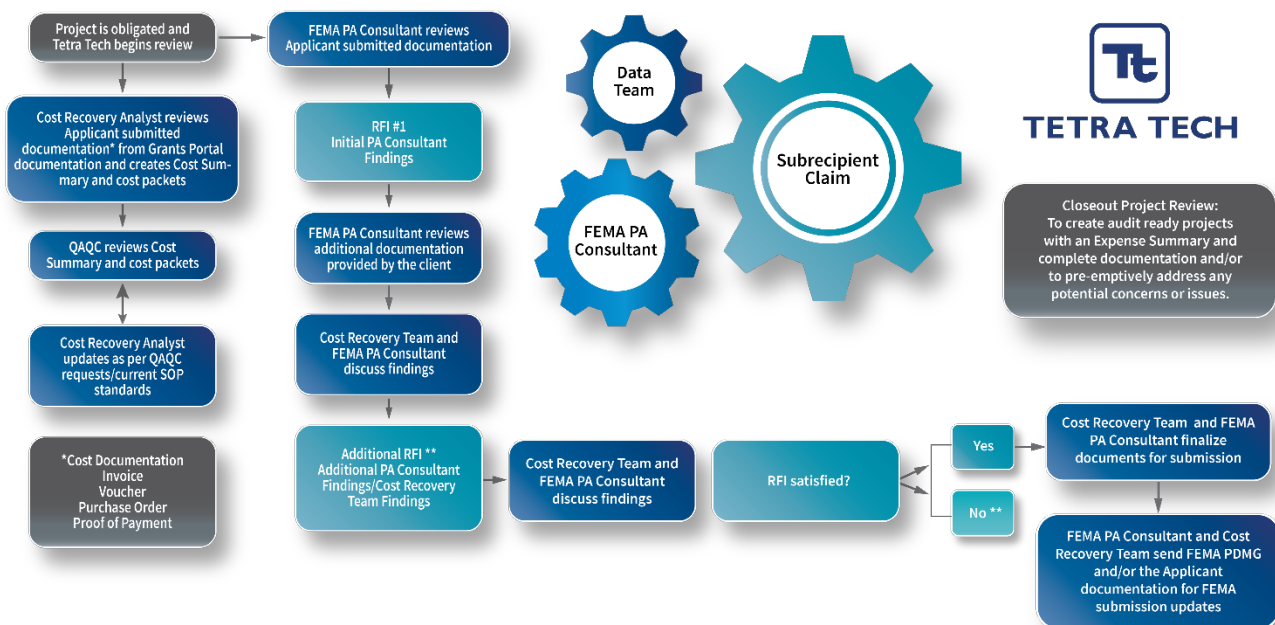 Project is obligated and
Tetra Tech begins review
FEMA PA Consultant reviews
Applicant submitted documentation
Cost Recovery Analyst reviews
Applicant submitted
documentation* from Grants Portal
documentation and creates Cost Sum-
mary and cost packets
RFI #1
Initial PA Consultant
Findings
QAQC reviews Cost
Summary and cost packets
FEMA PA Consultant reviews
additional documentation
provided by the client
Cost Recovery Analyst
updates as per QAQC
requests/current SOP
standards
Cost Recovery Team and
FEMA PA Consultant
discuss findings
*Cost Documentation
Invoice
Voucher
Purchase Order
Proof of Payment
Additional RFI **
Additional PA Consultant
Findings/Cost Recovery
Team Findings
Cost Recovery Team and
FEMA PA Consultant
discuss findings
RFI satisfied?
Yes
No **
Cost Recovery Team and FEMA
PA Consultant finalize
documents for submission
FEMA PA Consultant and Cost
Recovery Team send FEMA PDMG
and/or the Applicant
documentation for FEMA
submission updates
Data
Team
FEMA PA
Consultant
Subrecipient
Claim
Tt
TETRA TECH
Closeout Project Review:
To create audit ready projects
with an Expense Summary and
complete documentation and/or
to pre-emptively address any
potential concerns or issues.